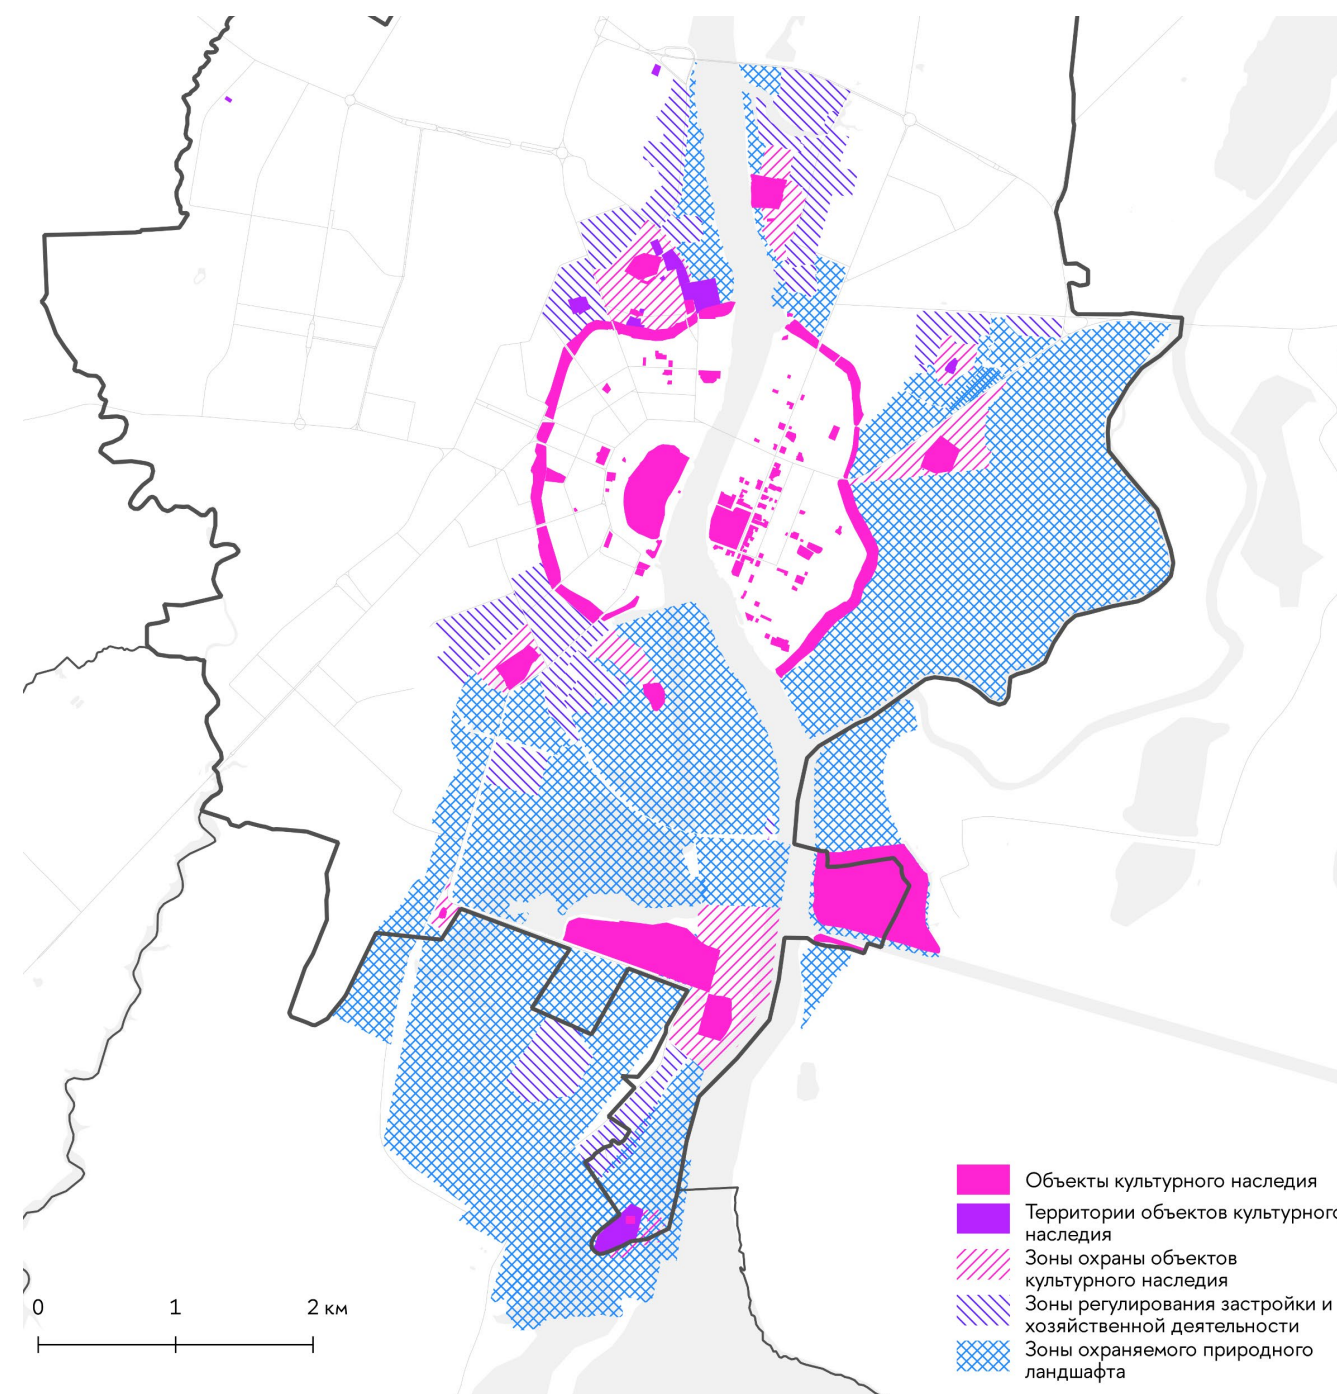 Объекты культурного наследия
Территории объектов культурного
наследия
Зоны охраны объектов
культурного наследия
Зоны регулирования застройки и
хозяйственной деятельности
Зоны охраняемого природного
ландшафта
0 1 2 км